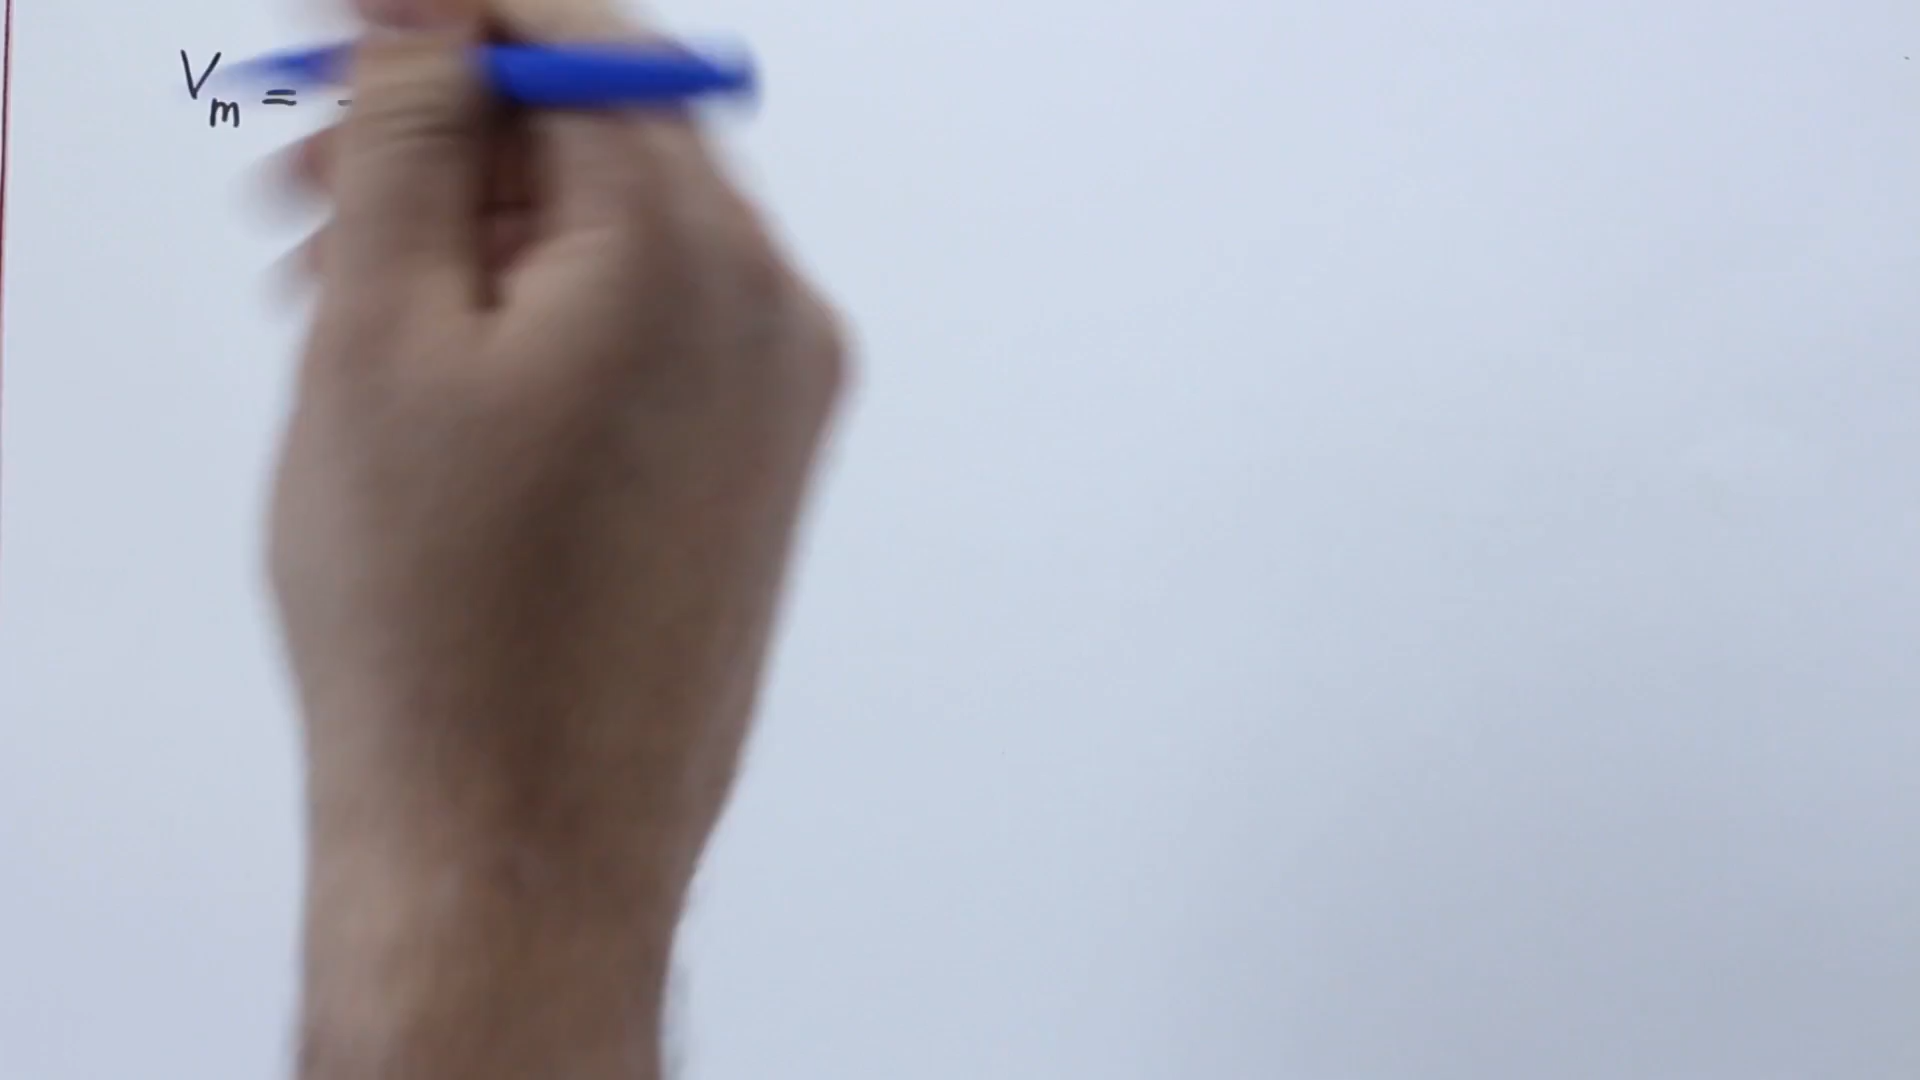 Vm = -